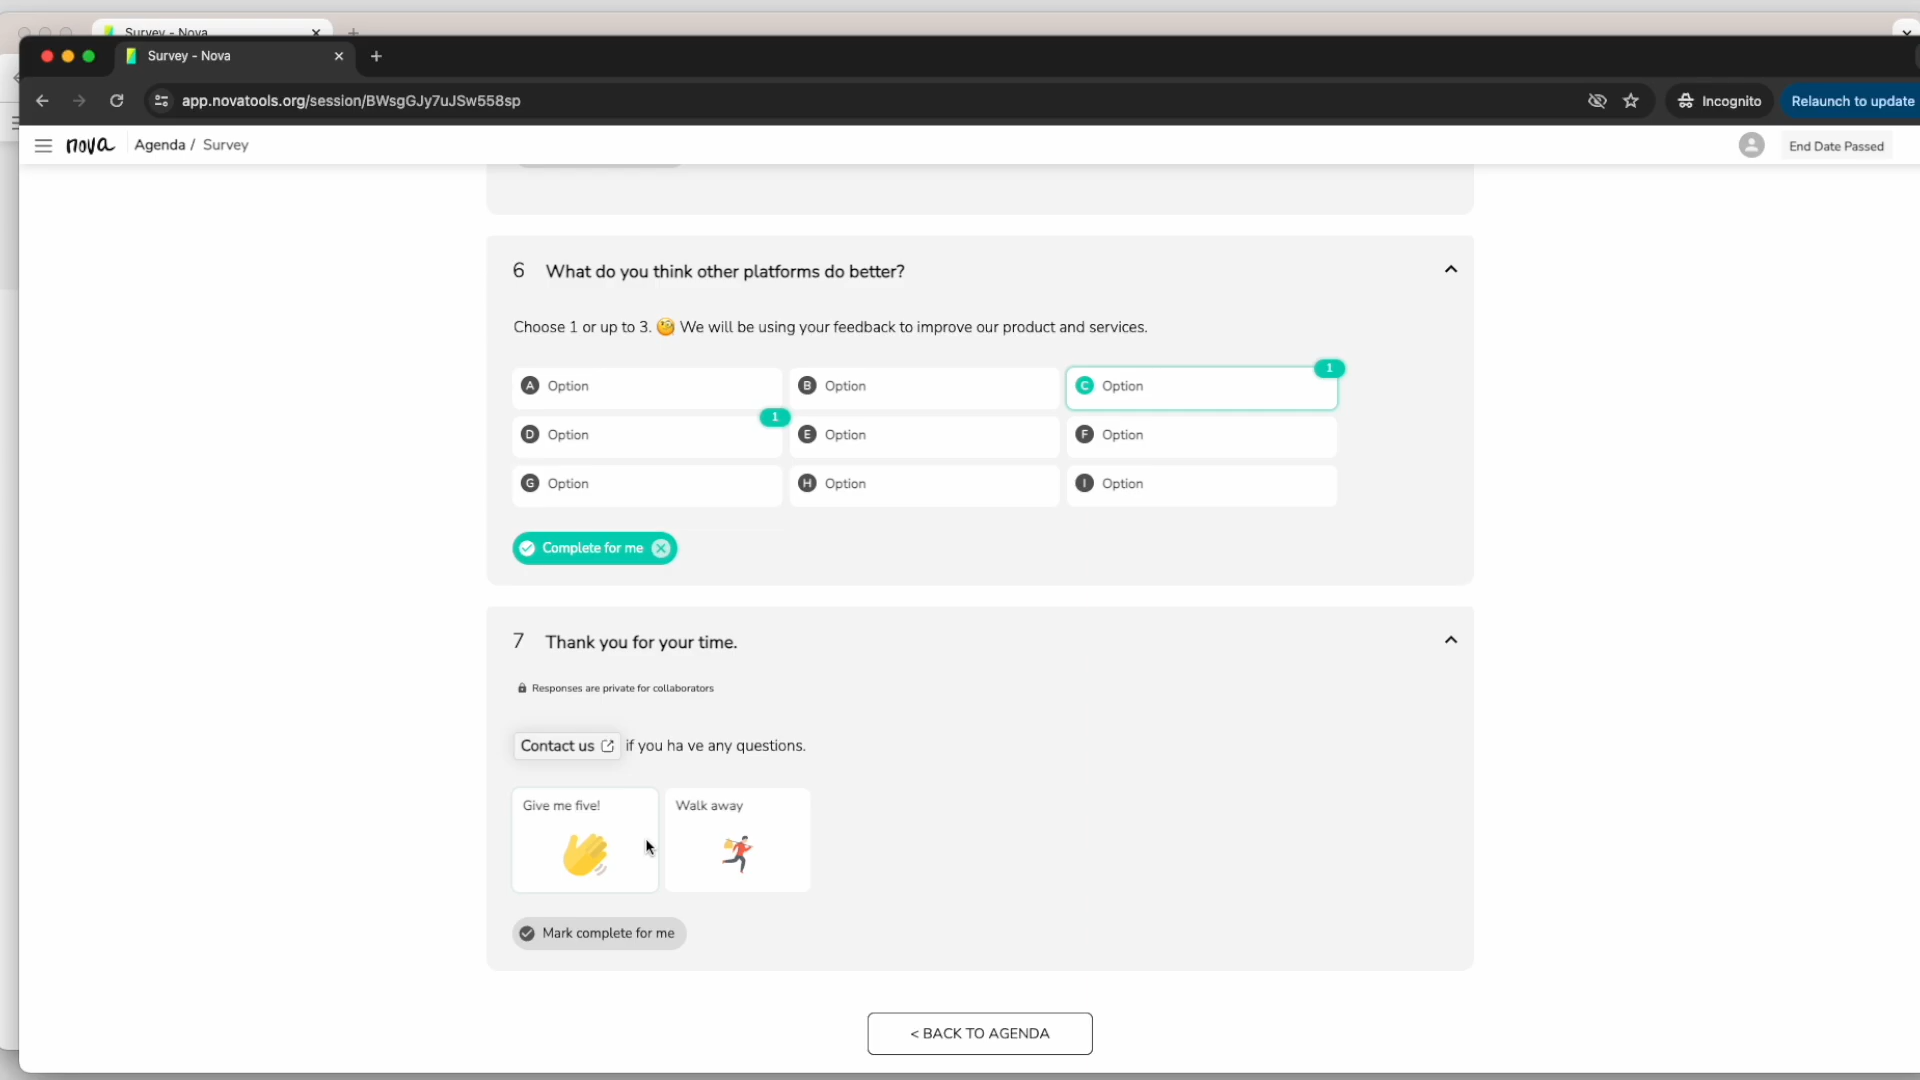 Survey - Nova
Survey - Nova
app.novatools.org/session/BWsgGJy7uJSw558sp
Incognito
Relaunch to update
nova
Agenda / Survey
End Date Passed
6 What do you think other platforms do better?
Choose 1 or up to 3. 🧐 We will be using your feedback to improve our product and services.
1
A Option
B Option
C Option
1
D Option
E Option
F Option
G Option
H Option
I Option
Complete for me
7 Thank you for your time.
Responses are private for collaborators
Contact us if you ha ve any questions.
Give me five!
Walk away
Mark complete for me
< BACK TO AGENDA